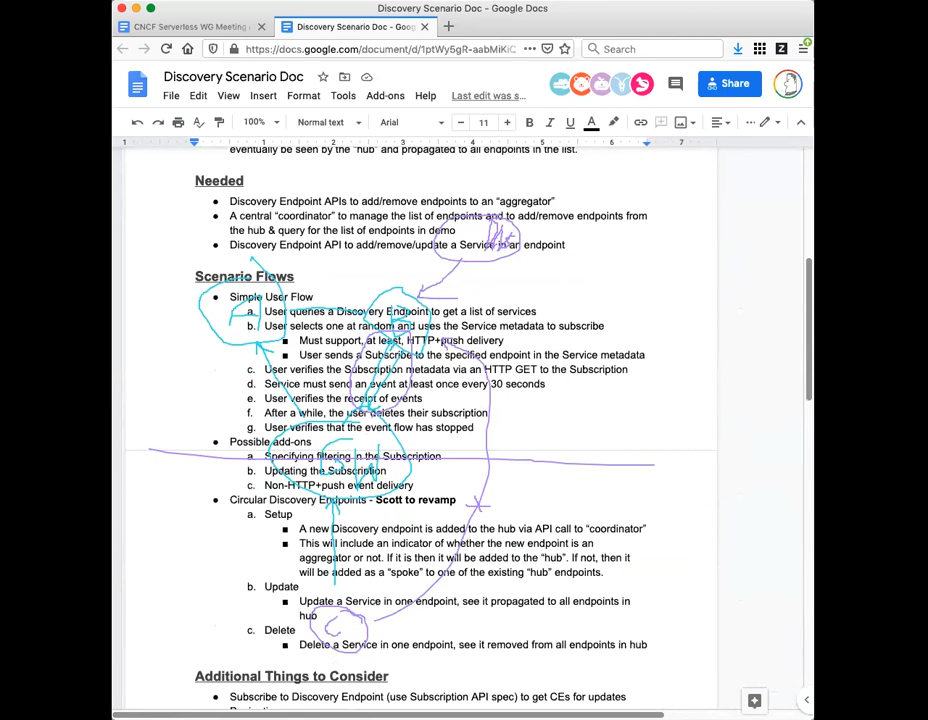 Discovery Scenario Doc - Google Docs
CNCF Serverless WG Meeting
Discovery Scenario Doc - Goog
https://docs.google.com/document/d/1ptWy5gR-aabMiKiC
Search
Discovery Scenario Doc
File Edit View Insert Format Tools Add-ons Help Last edit was s...
Share
100% Normal text Arial 11 B I U A
1 1 2 3 4 5 6 7
eventually be seen by the "hub" and propagated to all endpoints in the list.
Needed
● Discovery Endpoint APIs to add/remove endpoints to an "aggregator"
● A central "coordinator" to manage the list of endpoints and to add/remove endpoints from
the hub & query for the list of endpoints in demo
● Discovery Endpoint API to add/remove/update a Service in an endpoint
Scenario Flows
● Simple User Flow
a. User queries a Discovery Endpoint to get a list of services
b. User selects one at random and uses the Service metadata to subscribe
■ Must support, at least, HTTP+push delivery
■ User sends a Subscribe to the specified endpoint in the Service metadata
c. User verifies the Subscription metadata via an HTTP GET to the Subscription
d. Service must send an event at least once every 30 seconds
e. User verifies the receipt of events
f. After a while, the user deletes their subscription
g. User verifies that the event flow has stopped
● Possible add-ons
a. Specifying filtering in the Subscription
b. Updating the Subscription
c. Non-HTTP+push event delivery
● Circular Discovery Endpoints - Scott to revamp
a. Setup
■ A new Discovery endpoint is added to the hub via API call to "coordinator"
■ This will include an indicator of whether the new endpoint is an
aggregator or not. If it is then it will be added to the "hub". If not, then it
will be added as a "spoke" to one of the existing "hub" endpoints.
b. Update
■ Update a Service in one endpoint, see it propagated to all endpoints in
hub
c. Delete
■ Delete a Service in one endpoint, see it removed from all endpoints in hub
Additional Things to Consider
● Subscribe to Discovery Endpoint (use Subscription API spec) to get CEs for updates
A
B
GW
C